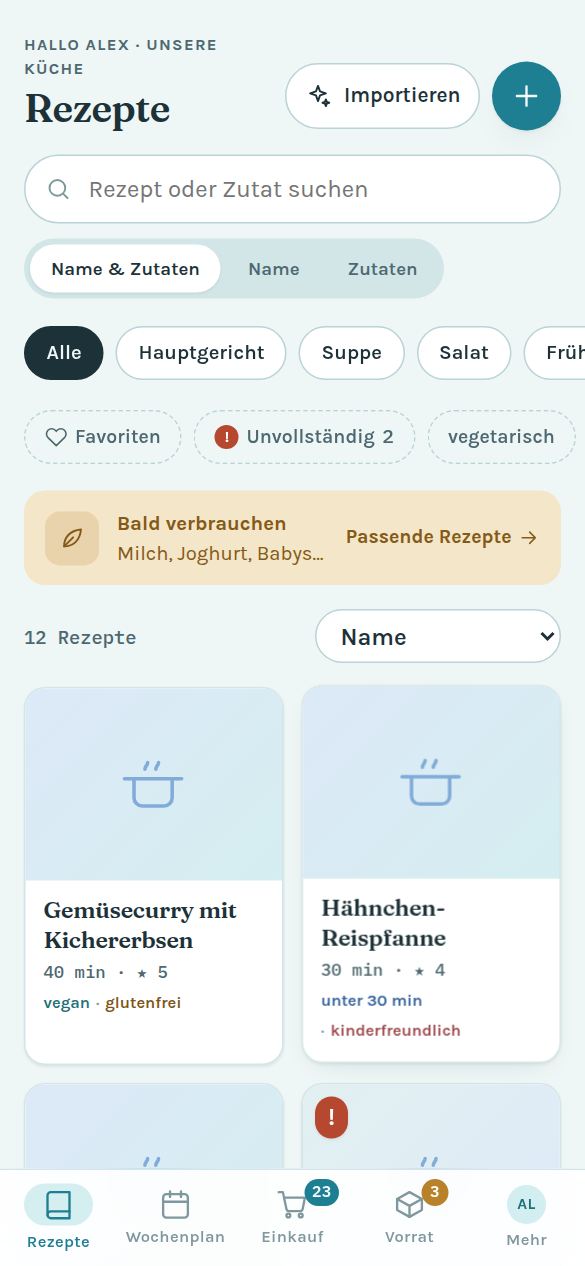 HALLO ALEX · UNSERE
KÜCHE
Rezepte
Importieren
Rezept oder Zutat suchen
Name & Zutaten Name Zutaten
Alle Hauptgericht Suppe Salat Früh
Favoriten ! Unvollständig 2 vegetarisch
Bald verbrauchen
Milch, Joghurt, Babys…
Passende Rezepte →
12 Rezepte
Name
Gemüsecurry mit
Kichererbsen
40 min · ★ 5
vegan · glutenfrei
Hähnchen-
Reispfanne
30 min · ★ 4
unter 30 min
· kinderfreundlich
!
23 3 AL
Rezepte Wochenplan Einkauf Vorrat Mehr